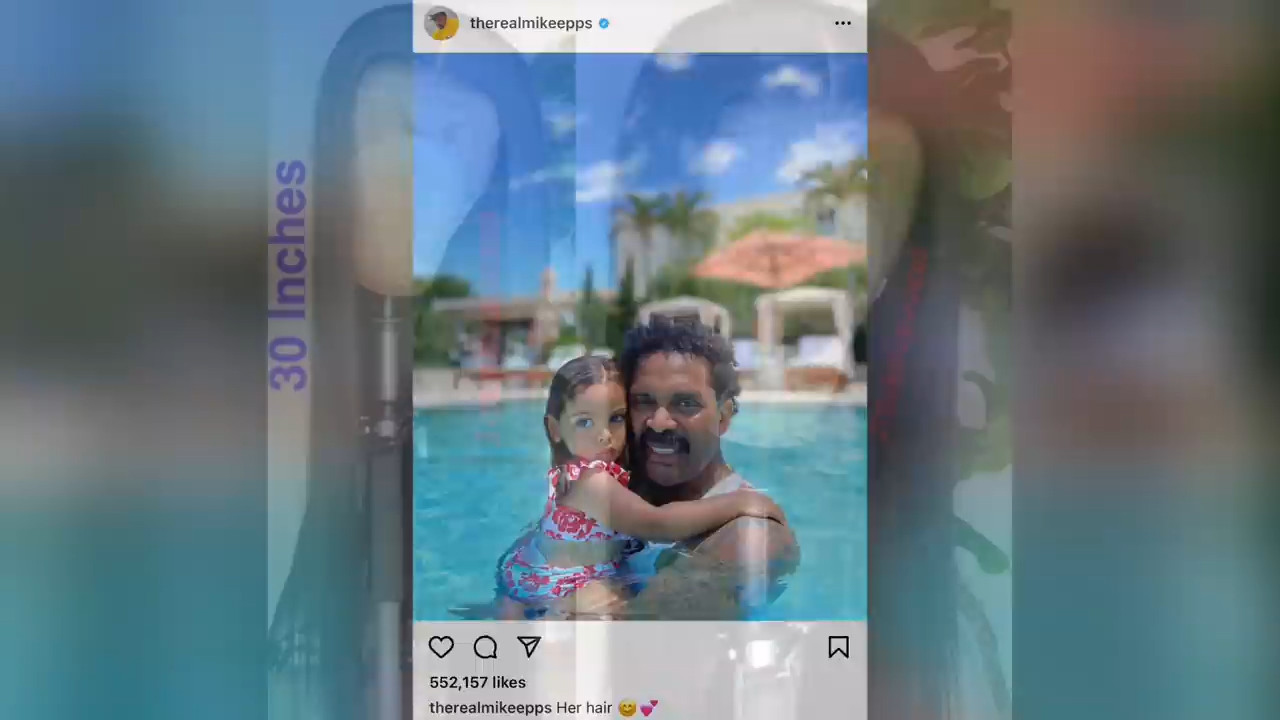 therealmikeepps
30 Inches
552,157 likes
therealmikeepps Her hair 😊💕